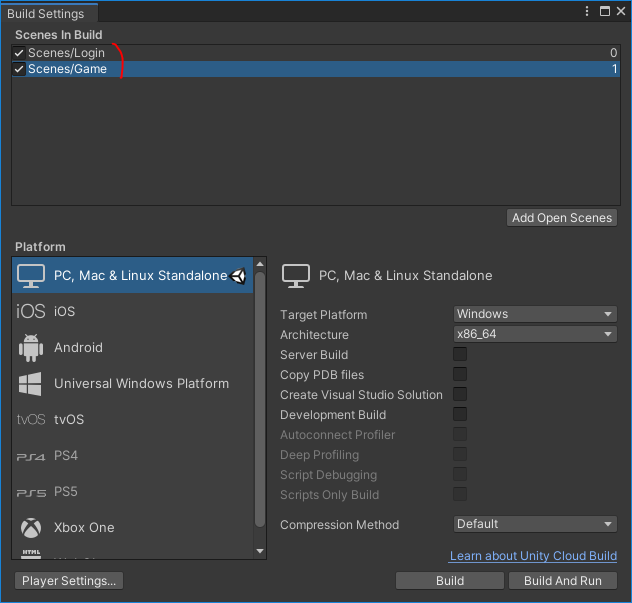 Build Settings
Scenes In Build
Scenes/Login 0
Scenes/Game 1
Add Open Scenes
Platform
PC, Mac & Linux Standalone
iOS iOS
Android
Universal Windows Platform
tvOS tvOS
PS4 PS4
PS5 PS5
Xbox One
HTML
PC, Mac & Linux Standalone
Target Platform Windows
Architecture x86_64
Server Build
Copy PDB files
Create Visual Studio Solution
Development Build
Autoconnect Profiler
Deep Profiling
Script Debugging
Scripts Only Build
Compression Method Default
Learn about Unity Cloud Build
Player Settings...
Build
Build And Run